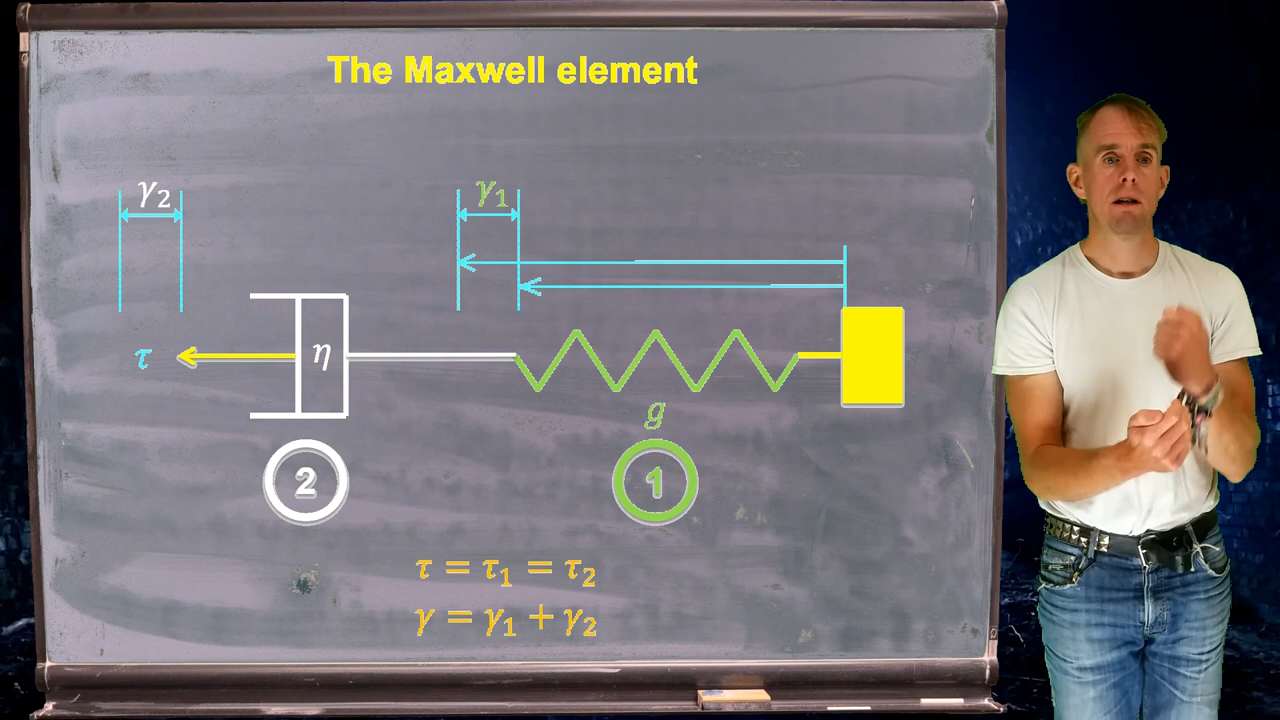 The Maxwell element
γ₂
γ₁
τ
η
g
2
1
τ = τ₁ = τ₂
γ = γ₁ + γ₂